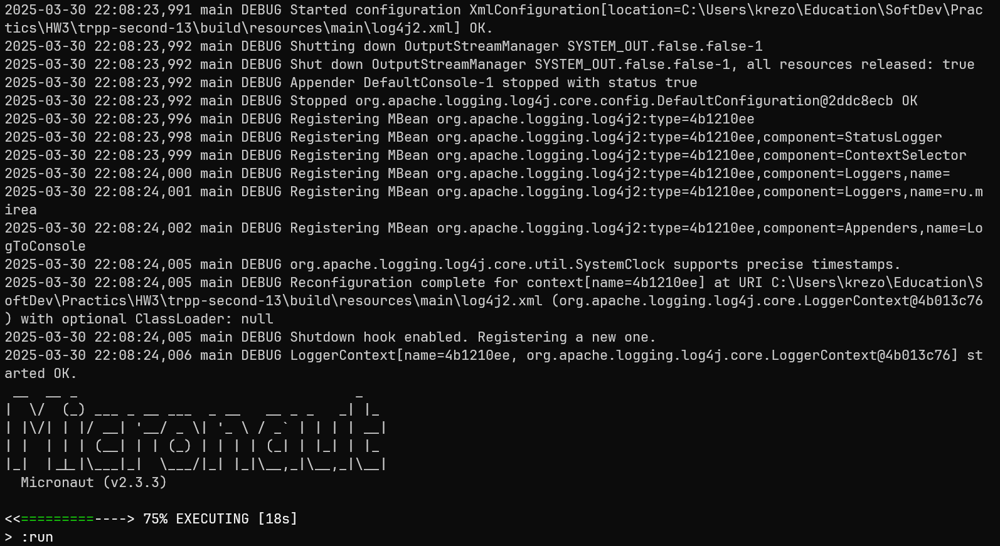 2025-03-30 22:08:23,991 main DEBUG Started configuration XmlConfiguration[location=C:\Users\krezo\Education\SoftDev\Prac
tics\HW3\trpp-second-13\build\resources\main\log4j2.xml] OK.
2025-03-30 22:08:23,992 main DEBUG Shutting down OutputStreamManager SYSTEM_OUT.false.false-1
2025-03-30 22:08:23,992 main DEBUG Shut down OutputStreamManager SYSTEM_OUT.false.false-1, all resources released: true
2025-03-30 22:08:23,992 main DEBUG Appender DefaultConsole-1 stopped with status true
2025-03-30 22:08:23,992 main DEBUG Stopped org.apache.logging.log4j.core.config.DefaultConfiguration@2ddc8ecb OK
2025-03-30 22:08:23,996 main DEBUG Registering MBean org.apache.logging.log4j2:type=4b1210ee
2025-03-30 22:08:23,998 main DEBUG Registering MBean org.apache.logging.log4j2:type=4b1210ee,component=StatusLogger
2025-03-30 22:08:23,999 main DEBUG Registering MBean org.apache.logging.log4j2:type=4b1210ee,component=ContextSelector
2025-03-30 22:08:24,000 main DEBUG Registering MBean org.apache.logging.log4j2:type=4b1210ee,component=Loggers,name=
2025-03-30 22:08:24,001 main DEBUG Registering MBean org.apache.logging.log4j2:type=4b1210ee,component=Loggers,name=ru.m
irea
2025-03-30 22:08:24,002 main DEBUG Registering MBean org.apache.logging.log4j2:type=4b1210ee,component=Appenders,name=Lo
gToConsole
2025-03-30 22:08:24,005 main DEBUG org.apache.logging.log4j.core.util.SystemClock supports precise timestamps.
2025-03-30 22:08:24,005 main DEBUG Reconfiguration complete for context[name=4b1210ee] at URI C:\Users\krezo\Education\S
oftDev\Practics\HW3\trpp-second-13\build\resources\main\log4j2.xml (org.apache.logging.log4j.core.LoggerContext@4b013c76
) with optional ClassLoader: null
2025-03-30 22:08:24,005 main DEBUG Shutdown hook enabled. Registering a new one.
2025-03-30 22:08:24,006 main DEBUG LoggerContext[name=4b1210ee, org.apache.logging.log4j.core.LoggerContext@4b013c76] st
arted OK.
Micronaut
Micronaut (v2.3.3)
<<=========----> 75% EXECUTING [18s]
> :run